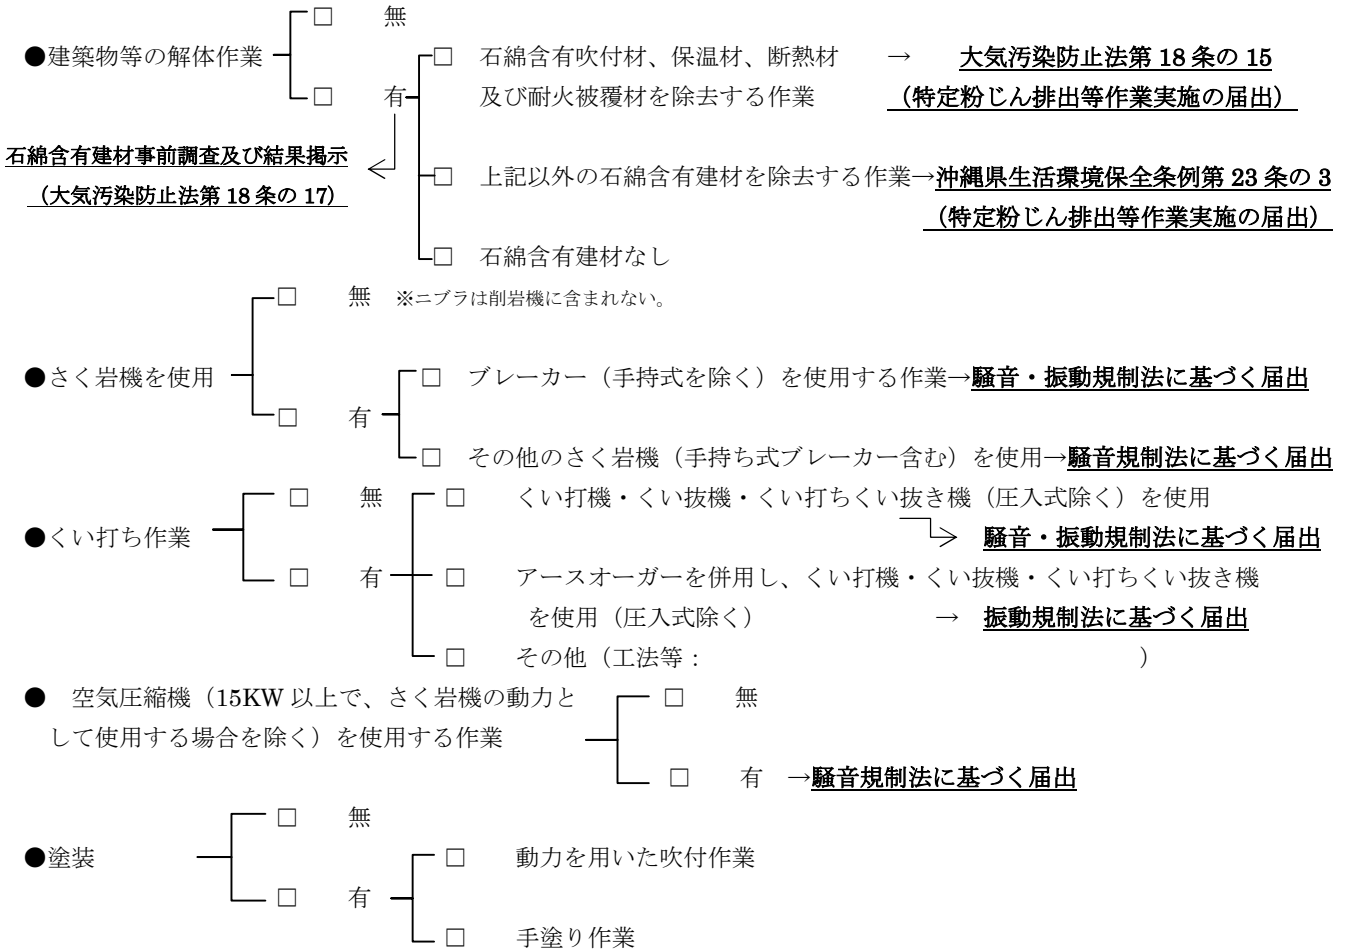 □ 無
●建築物等の解体作業 □ 石綿含有吹付材、保温材、断熱材 → 大気汚染防止法第 18 条の 15
□ 有 及び耐火被覆材を除去する作業 (特定粉じん排出等作業実施の届出)
石綿含有建材事前調査及び結果掲示
□ 上記以外の石綿含有建材を除去する作業→沖縄県生活環境保全条例第 23 条の 3
(大気汚染防止法第 18 条の 17)
(特定粉じん排出等作業実施の届出)
□ 石綿含有建材なし
□ 無 ※ニブラは削岩機に含まれない。
●さく岩機を使用 □ ブレーカー（手持式を除く）を使用する作業→騒音・振動規制法に基づく届出
□ 有
□ その他のさく岩機（手持ち式ブレーカー含む）を使用→騒音規制法に基づく届出
□ 無 □ くい打機・くい抜機・くい打ちくい抜き機（圧入式除く）を使用
●くい打ち作業 騒音・振動規制法に基づく届出
□ 有 □ アースオーガーを併用し、くい打機・くい抜機・くい打ちくい抜き機
を使用（圧入式除く） → 振動規制法に基づく届出
□ その他（工法等： ）
● 空気圧縮機（15KW 以上で、さく岩機の動力と □ 無
して使用する場合を除く）を使用する作業
□ 有 →騒音規制法に基づく届出
□ 無
●塗装 □ 動力を用いた吹付作業
□ 有
□ 手塗り作業